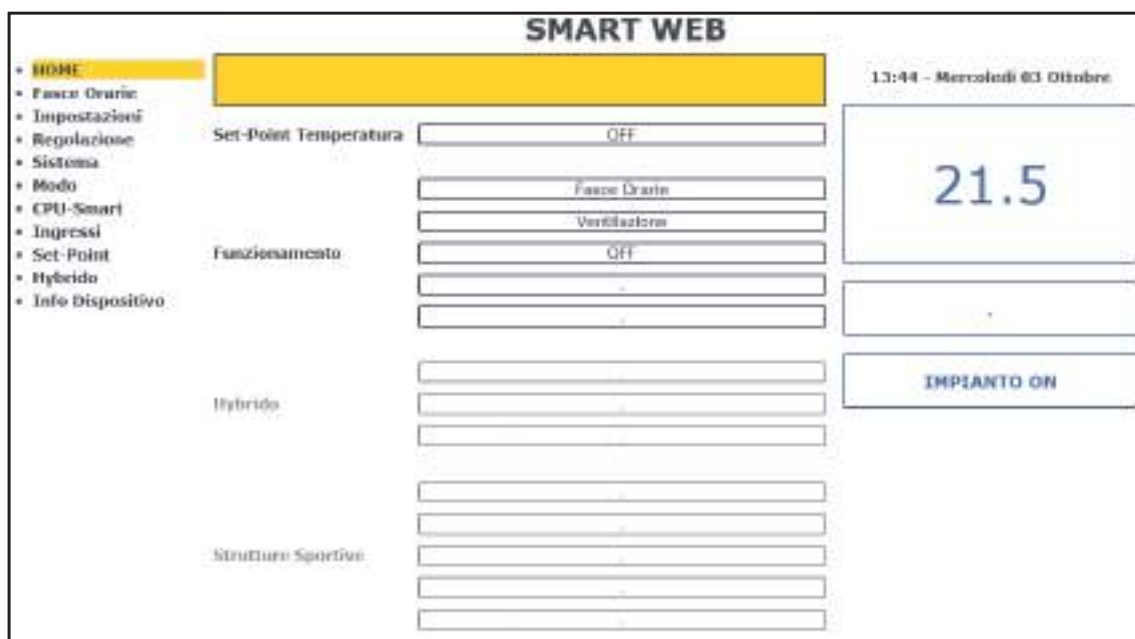 SMART WEB
• HOME
• Fasce Orarie
• Impostazioni
• Regolazione
• Sistema
• Modo
• CPU-Smart
• Ingressi
• Set-Point
• Hybrido
• Info Dispositivo
Set-Point Temperatura
OFF
Fasce Orarie
Ventilazione
Funzionamento
OFF
.
.
Hybrido
.
.
.
Strutture Sportive
.
.
.
.
.
13:44 - Mercoledì 03 Ottobre
21.5
.
IMPIANTO ON